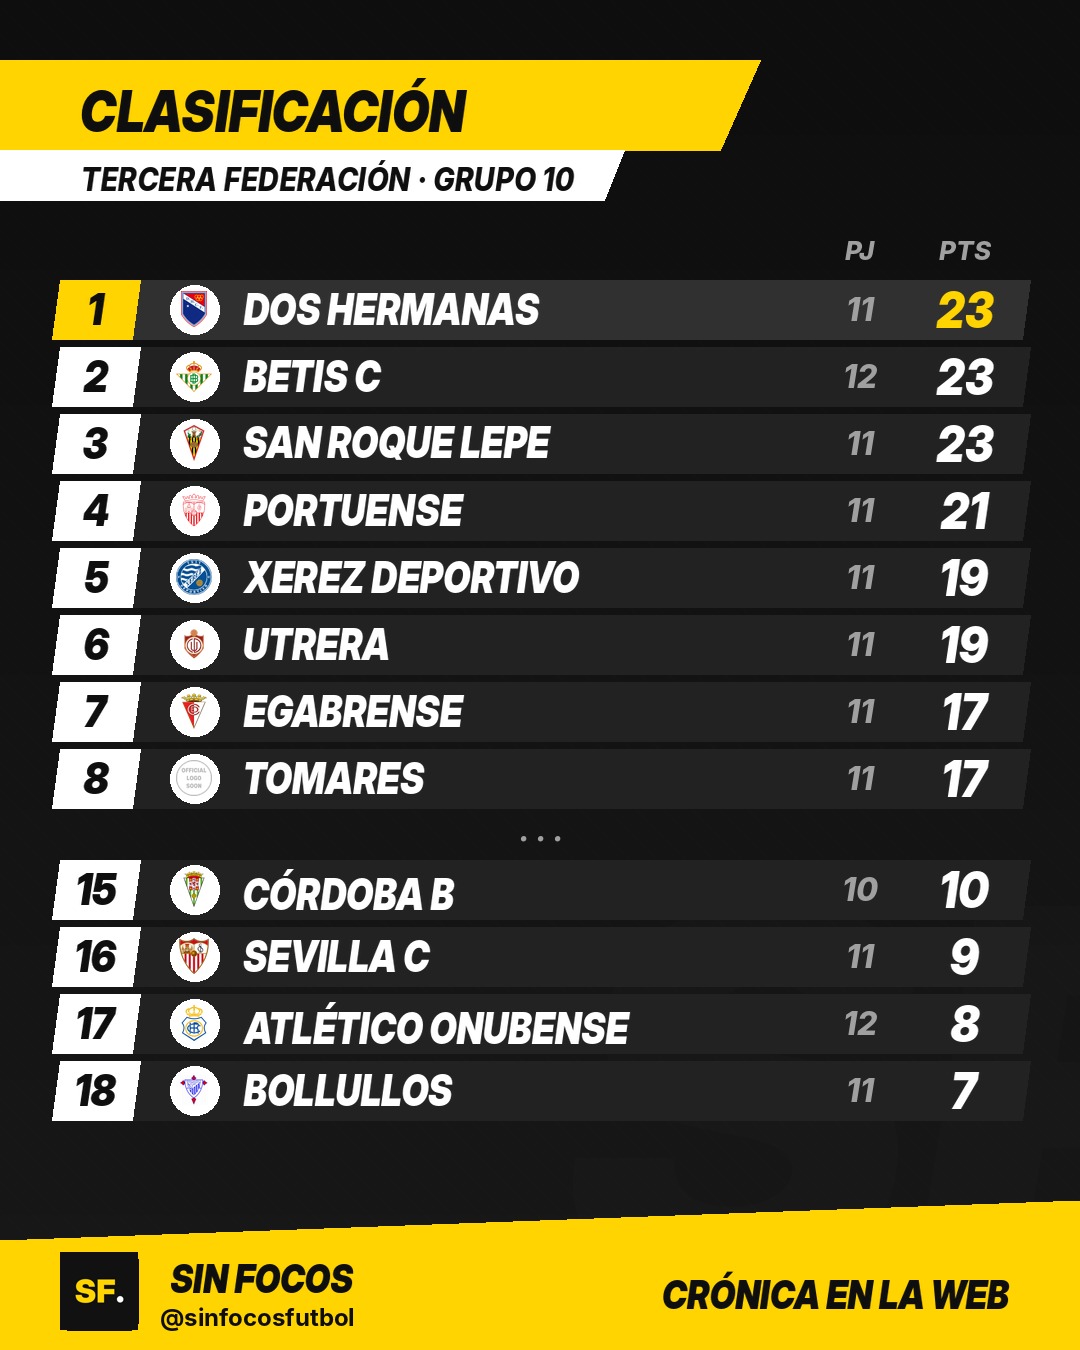 CLASIFICACIÓN
TERCERA FEDERACIÓN · GRUPO 10
PJ PTS
1 DOS HERMANAS 11 23
2 BETIS C 12 23
3 SAN ROQUE LEPE 11 23
4 PORTUENSE 11 21
5 XEREZ DEPORTIVO 11 19
6 UTRERA 11 19
7 EGABRENSE 11 17
8 OFFICIAL LOGO SOON TOMARES 11 17
...
15 CÓRDOBA B 10 10
16 SEVILLA C 11 9
17 ATLÉTICO ONUBENSE 12 8
18 BOLLULLOS 11 7
SF. SIN FOCOS
@sinfocosfutbol
CRÓNICA EN LA WEB